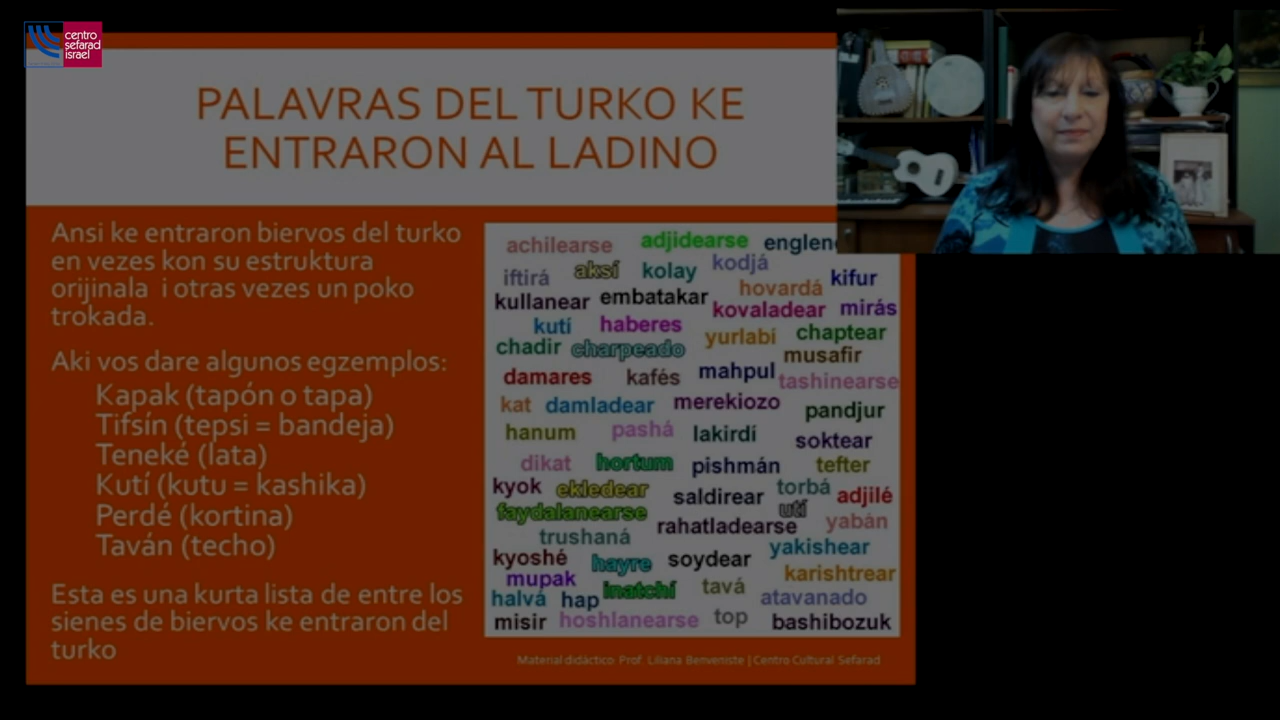 centro
sefarad
israel
PALAVRAS DEL TURKO KE
ENTRARON AL LADINO
Ansi ke entraron biervos del turko
en vezes kon su estruktura
orijinala i otras vezes un poko
trokada.
Aki vos dare algunos egzemplos:
Kapak (tapón o tapa)
Tifsín (tepsi = bandeja)
Teneké (lata)
Kutí (kutu = kashika)
Perdé (kortina)
Taván (techo)
Esta es una kurta lista de entre los
sienes de biervos ke entraron del
turko
achilearse adjidearse
iftirá aksí kolay kodjá kifur
kullanear embatakar hovardá
kovaladear mirás
kutí haberes yurlabí chaptear
chadir charpeado musafir
damares kafés mahpul tashinearse
kat damladear merekiozo pandjur
hanum pashá lakirdí soktear
dikat hortum pishmán tefter
kyok ekledear saldirear torbá adjilé
faydalanearse rahatladearse utí yabán
trushaná yakishear
kyoshé hayre soydear karishtrear
mupak inatchí tavá atavanado
halvá hap
misir hoshlanearse top bashibozuk
Material didáctico: Prof. Liliana Benveniste | Centro Cultural Sefarad